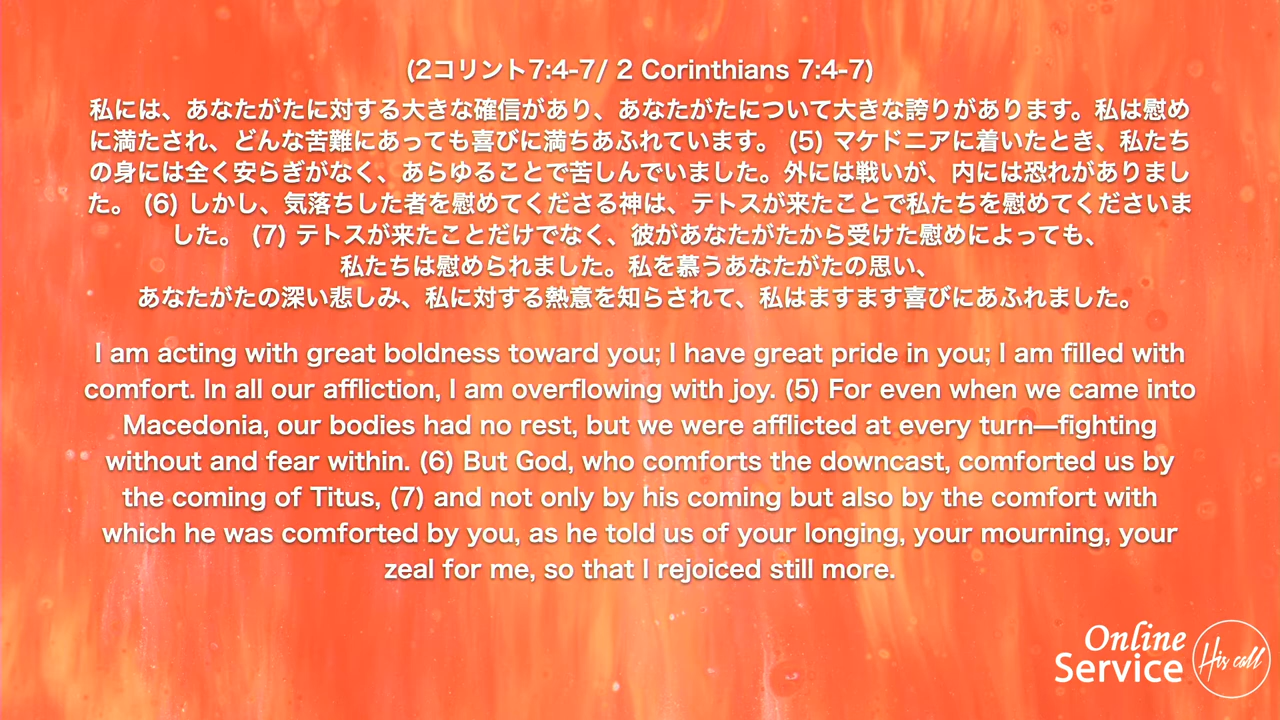 (2コリント7:4-7/ 2 Corinthians 7:4-7)
私には、あなたがたに対する大きな確信があり、あなたがたについて大きな誇りがあります。私は慰め
に満たされ、どんな苦難にあっても喜びに満ちあふれています。 (5) マケドニアに着いたとき、私たち
の身には全く安らぎがなく、あらゆることで苦しんでいました。外には戦いが、内には恐れがありまし
た。 (6) しかし、気落ちした者を慰めてくださる神は、テトスが来たことで私たちを慰めてくださいま
した。 (7) テトスが来たことだけでなく、彼があなたがたから受けた慰めによっても、
私たちは慰められました。私を慕うあなたがたの思い、
あなたがたの深い悲しみ、私に対する熱意を知らされて、私はますます喜びにあふれました。
I am acting with great boldness toward you; I have great pride in you; I am filled with
comfort. In all our affliction, I am overflowing with joy. (5) For even when we came into
Macedonia, our bodies had no rest, but we were afflicted at every turn—fighting
without and fear within. (6) But God, who comforts the downcast, comforted us by
the coming of Titus, (7) and not only by his coming but also by the comfort with
which he was comforted by you, as he told us of your longing, your mourning, your
zeal for me, so that I rejoiced still more.
Online
Service
His call